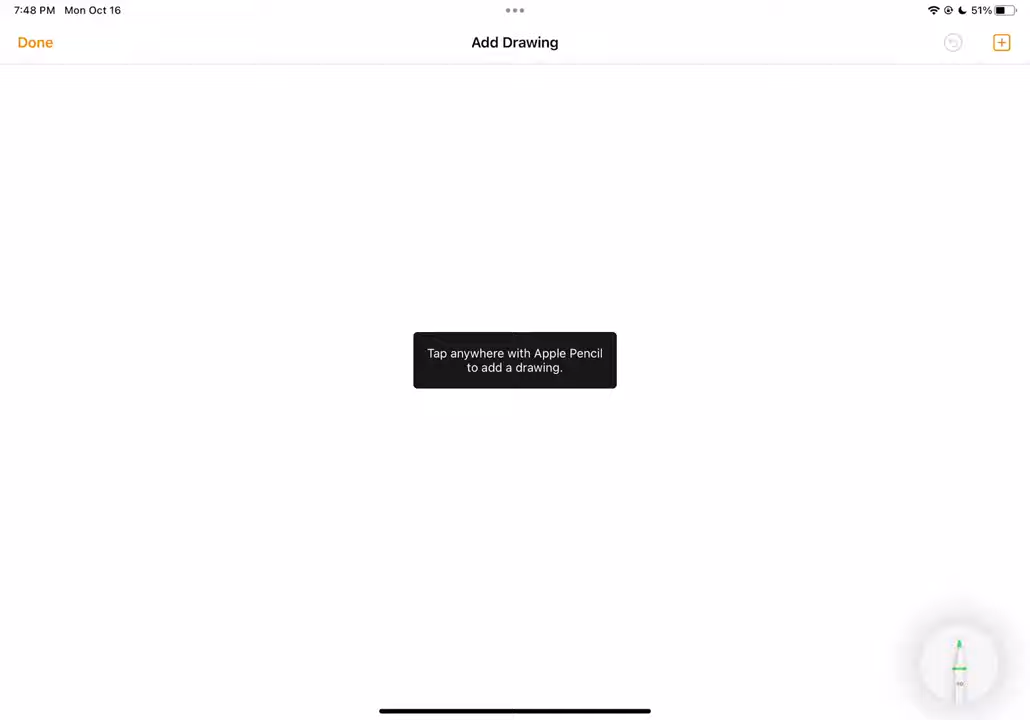 7:48 PM Mon Oct 16
51%
Done
Add Drawing
Tap anywhere with Apple Pencil
to add a drawing.